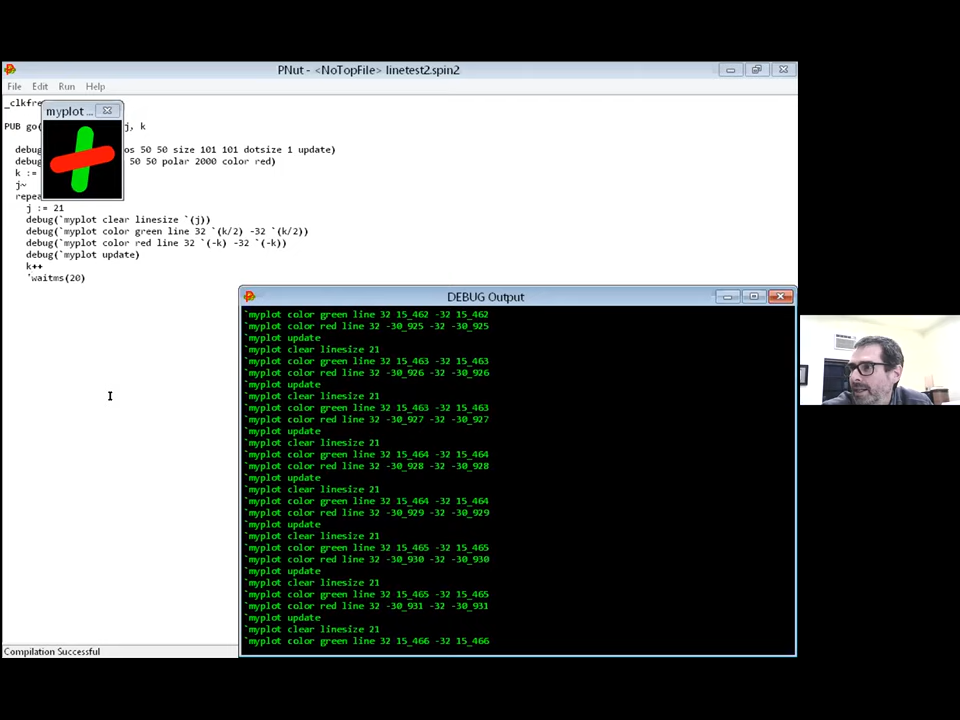 PNut - <NoTopFile> linetest2.spin2
File Edit Run Help
_clkfre
myplot ...
PUB go( j, k
debug os 50 50 size 101 101 dotsize 1 update)
debug 50 50 polar 2000 color red)
k :=
j~
repea
j := 21
debug(`myplot clear linesize `(j))
debug(`myplot color green line 32 `(k/2) -32 `(k/2))
debug(`myplot color red line 32 `(-k) -32 `(-k))
debug(`myplot update)
k++
'waitms(20)
DEBUG Output
`myplot color green line 32 15_462 -32 15_462
`myplot color red line 32 -30_925 -32 -30_925
`myplot update
`myplot clear linesize 21
`myplot color green line 32 15_463 -32 15_463
`myplot color red line 32 -30_926 -32 -30_926
`myplot update
`myplot clear linesize 21
`myplot color green line 32 15_463 -32 15_463
`myplot color red line 32 -30_927 -32 -30_927
`myplot update
`myplot clear linesize 21
`myplot color green line 32 15_464 -32 15_464
`myplot color red line 32 -30_928 -32 -30_928
`myplot update
`myplot clear linesize 21
`myplot color green line 32 15_464 -32 15_464
`myplot color red line 32 -30_929 -32 -30_929
`myplot update
`myplot clear linesize 21
`myplot color green line 32 15_465 -32 15_465
`myplot color red line 32 -30_930 -32 -30_930
`myplot update
`myplot clear linesize 21
`myplot color green line 32 15_465 -32 15_465
`myplot color red line 32 -30_931 -32 -30_931
`myplot update
`myplot clear linesize 21
`myplot color green line 32 15_466 -32 15_466
Compilation Successful